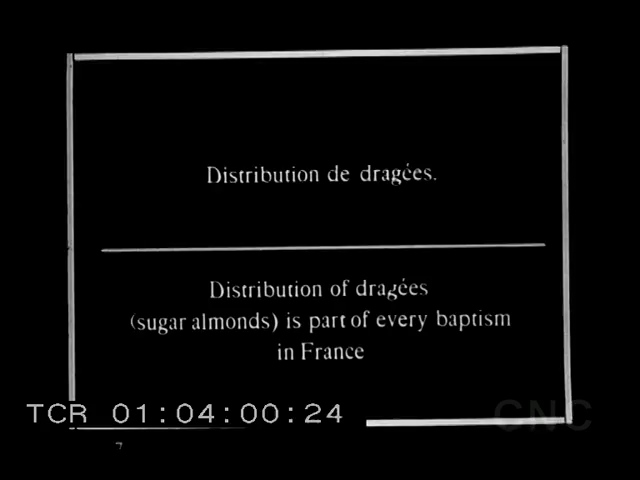 Distribution de dragées.
Distribution of dragées
(sugar almonds) is part of every baptism
in France
TCR 01:04:00:24
CNC